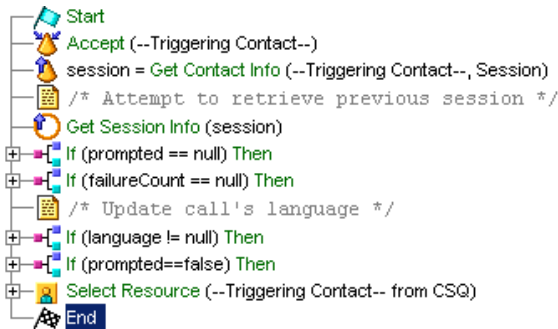 Start
Accept (--Triggering Contact--)
session = Get Contact Info (--Triggering Contact--, Session)
/* Attempt to retrieve previous session */
Get Session Info (session)
If (prompted == null) Then
If (failureCount == null) Then
/* Update call's language */
If (language != null) Then
If (prompted==false) Then
Select Resource (--Triggering Contact-- from CSQ)
End